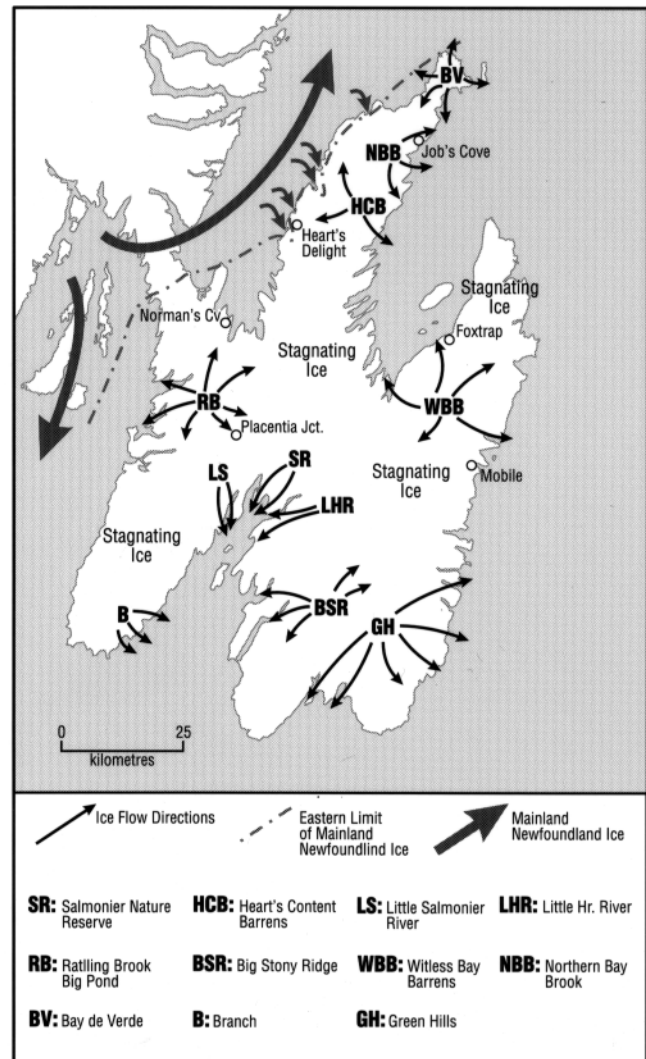 BV
NBB
Job's Cove
HCB
Heart's
Delight
Stagnating
Ice
Norman's Cv
Foxtrap
Stagnating
Ice
RB
WBB
Placentia Jct.
SR
LS
Stagnating
Ice
Mobile
LHR
Stagnating
Ice
B
BSR
GH
0 25
kilometres
Ice Flow Directions
Eastern Limit
of Mainland
Newfoundlind Ice
Mainland
Newfoundland Ice
SR: Salmonier Nature
Reserve
HCB: Heart's Content
Barrens
LS: Little Salmonier
River
LHR: Little Hr. River
RB: Ratlling Brook
Big Pond
BSR: Big Stony Ridge
WBB: Witless Bay
Barrens
NBB: Northern Bay
Brook
BV: Bay de Verde
B: Branch
GH: Green Hills